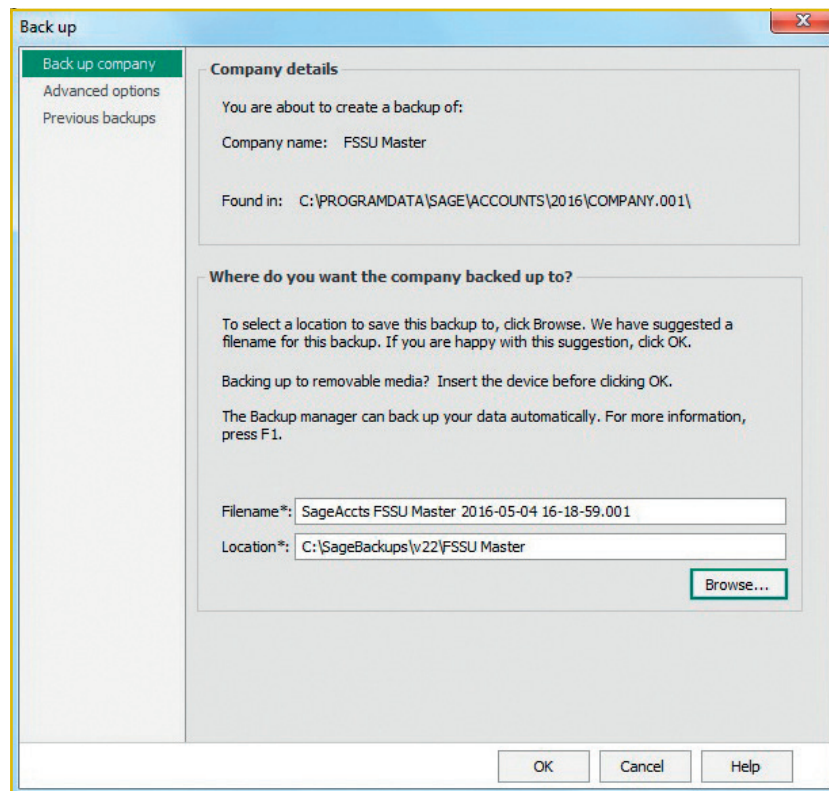 Back up
Back up company
Advanced options
Previous backups
Company details
You are about to create a backup of:
Company name: FSSU Master
Found in: C:\PROGRAMDATA\SAGE\ACCOUNTS\2016\COMPANY.001\
Where do you want the company backed up to?
To select a location to save this backup to, click Browse. We have suggested a
filename for this backup. If you are happy with this suggestion, click OK.
Backing up to removable media? Insert the device before clicking OK.
The Backup manager can back up your data automatically. For more information,
press F1.
Filename*: SageAccts FSSU Master 2016-05-04 16-18-59.001
Location*: C:\SageBackups\v22\FSSU Master
Browse...
OK Cancel Help